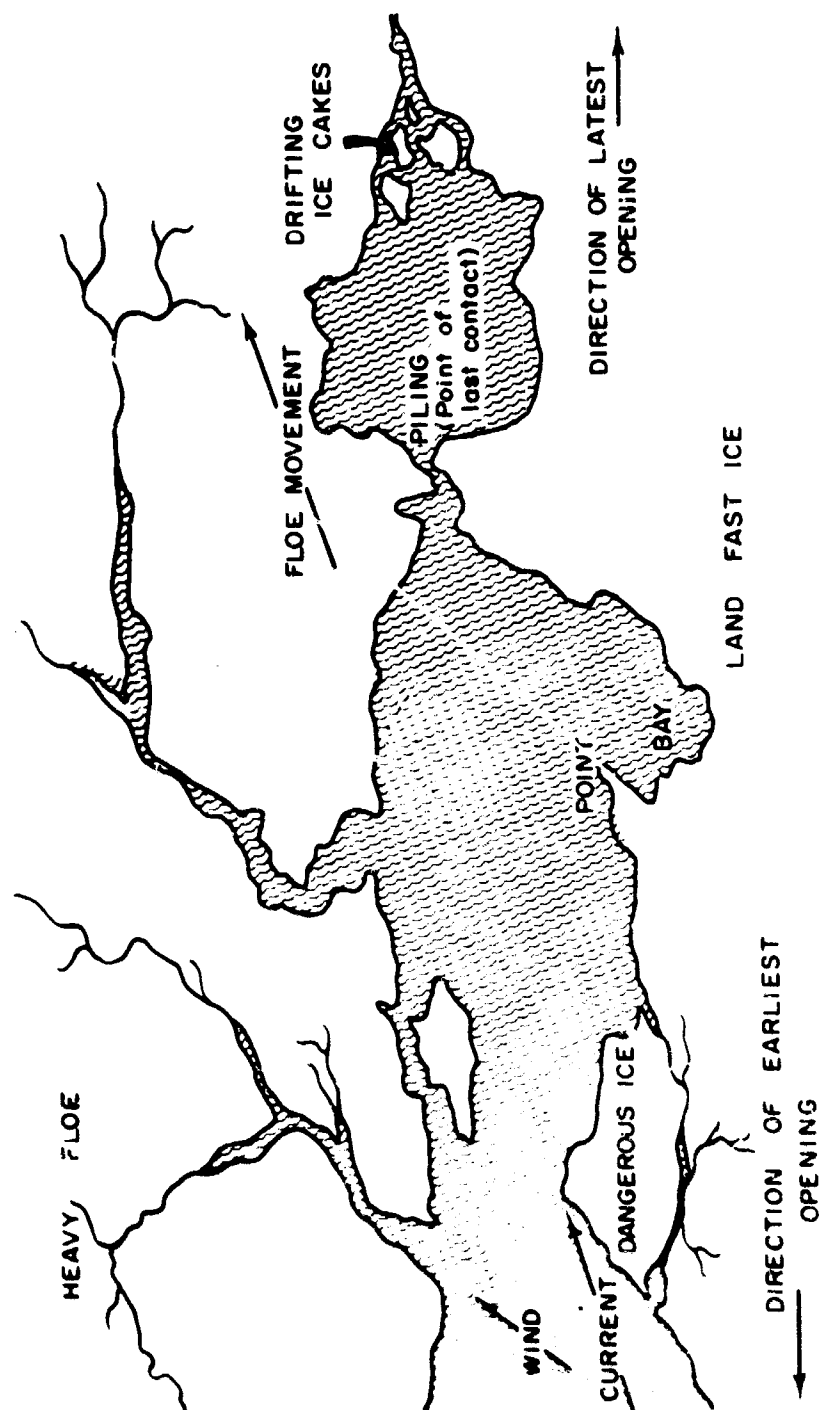 HEAVY FLOE
FLOE MOVEMENT
DRIFTING
ICE CAKES
PILING
(Point of
last contact)
WIND
CURRENT
DANGEROUS ICE
POINT
BAY
LAND FAST ICE
DIRECTION OF EARLIEST
OPENING
DIRECTION OF LATEST
OPENING